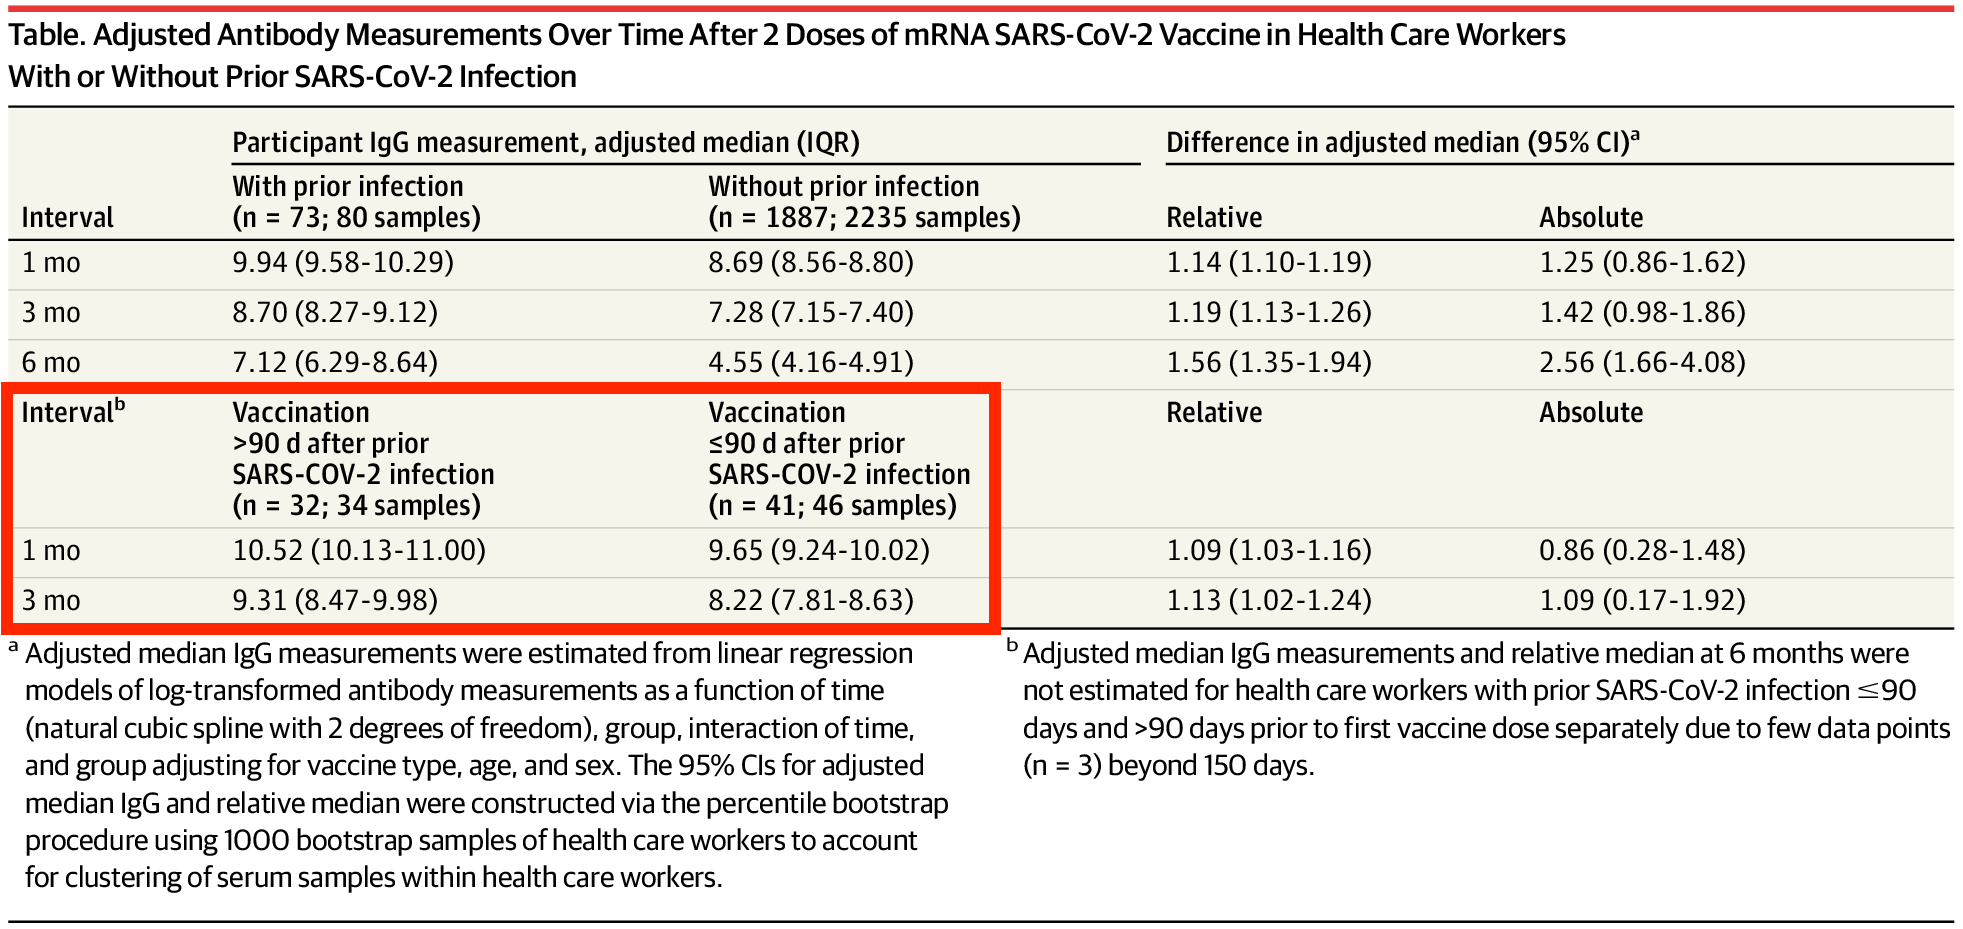 Table. Adjusted Antibody Measurements Over Time After 2 Doses of mRNA SARS-CoV-2 Vaccine in Health Care Workers
With or Without Prior SARS-CoV-2 Infection
Participant IgG measurement, adjusted median (IQR) Difference in adjusted median (95% CI)ᵃ
With prior infection Without prior infection
Interval (n = 73; 80 samples) (n = 1887; 2235 samples) Relative Absolute
1 mo 9.94 (9.58-10.29) 8.69 (8.56-8.80) 1.14 (1.10-1.19) 1.25 (0.86-1.62)
3 mo 8.70 (8.27-9.12) 7.28 (7.15-7.40) 1.19 (1.13-1.26) 1.42 (0.98-1.86)
6 mo 7.12 (6.29-8.64) 4.55 (4.16-4.91) 1.56 (1.35-1.94) 2.56 (1.66-4.08)
Intervalᵇ Vaccination Vaccination Relative Absolute
>90 d after prior ≤90 d after prior
SARS-COV-2 infection SARS-COV-2 infection
(n = 32; 34 samples) (n = 41; 46 samples)
1 mo 10.52 (10.13-11.00) 9.65 (9.24-10.02) 1.09 (1.03-1.16) 0.86 (0.28-1.48)
3 mo 9.31 (8.47-9.98) 8.22 (7.81-8.63) 1.13 (1.02-1.24) 1.09 (0.17-1.92)
ᵃ Adjusted median IgG measurements were estimated from linear regression
models of log-transformed antibody measurements as a function of time
(natural cubic spline with 2 degrees of freedom), group, interaction of time,
and group adjusting for vaccine type, age, and sex. The 95% CIs for adjusted
median IgG and relative median were constructed via the percentile bootstrap
procedure using 1000 bootstrap samples of health care workers to account
for clustering of serum samples within health care workers.
ᵇ Adjusted median IgG measurements and relative median at 6 months were
not estimated for health care workers with prior SARS-CoV-2 infection ≤90
days and >90 days prior to first vaccine dose separately due to few data points
(n = 3) beyond 150 days.